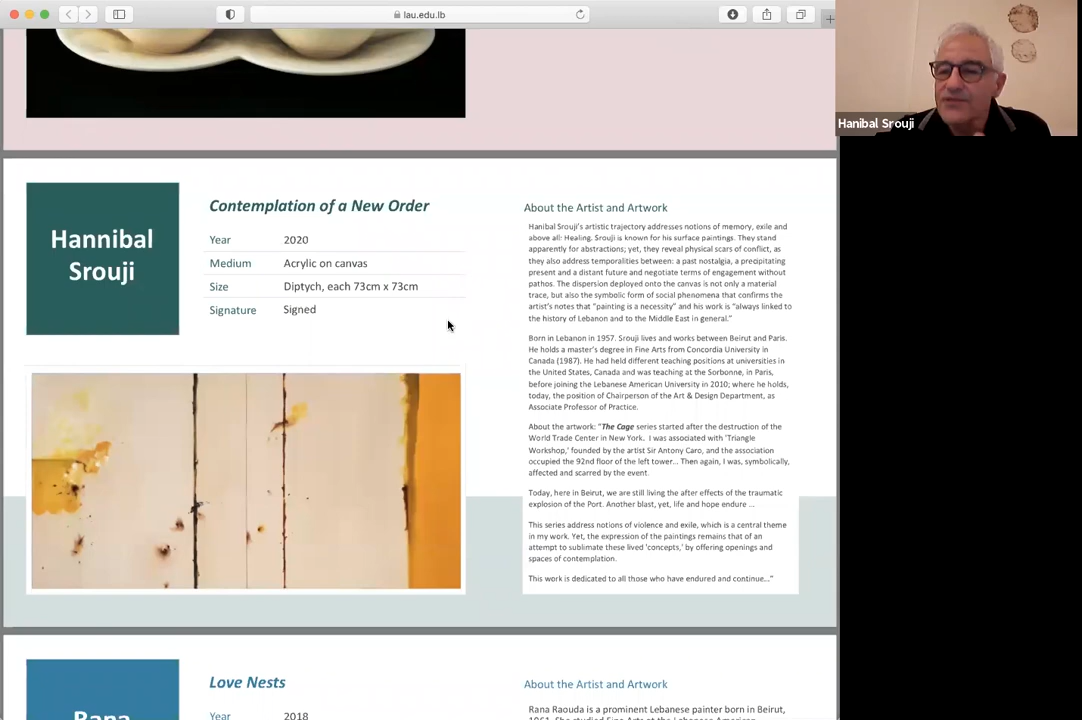 lau.edu.lb
Hanibal Srouji
Hannibal
Srouji
Contemplation of a New Order
Year 2020
Medium Acrylic on canvas
Size Diptych, each 73cm x 73cm
Signature Signed
About the Artist and Artwork
Hanibal Srouji's artistic trajectory addresses notions of memory, exile and
above all: Healing. Srouji is known for his surface paintings. They stand
apparently for abstractions; yet, they reveal physical scars of conflict, as
they also address temporalities between: a past nostalgia, a precipitating
present and a distant future and negotiate terms of engagement without
pathos. The dispersion deployed onto the canvas is not only a material
trace, but also the symbolic form of social phenomena that confirms the
artist's notes that "painting is a necessity" and his work is "always linked to
the history of Lebanon and to the Middle East in general."
Born in Lebanon in 1957. Srouji lives and works between Beirut and Paris.
He holds a master's degree in Fine Arts from Concordia University in
Canada (1987). He had held different teaching positions at universities in
the United States, Canada and was teaching at the Sorbonne, in Paris,
before joining the Lebanese American University in 2010; where he holds,
today, the position of Chairperson of the Art & Design Department, as
Associate Professor of Practice.
About the artwork: "The Cage series started after the destruction of the
World Trade Center in New York. I was associated with 'Triangle
Workshop,' founded by the artist Sir Antony Caro, and the association
occupied the 92nd floor of the left tower... Then again, I was, symbolically,
affected and scarred by the event.
Today, here in Beirut, we are still living the after effects of the traumatic
explosion of the Port. Another blast, yet, life and hope endure ...
This series address notions of violence and exile, which is a central theme
in my work. Yet, the expression of the paintings remains that of an
attempt to sublimate these lived 'concepts,' by offering openings and
spaces of contemplation.
This work is dedicated to all those who have endured and continue..."
Rana
Love Nests
Year 2018
About the Artist and Artwork
Rana Raouda is a prominent Lebanese painter born in Beirut,